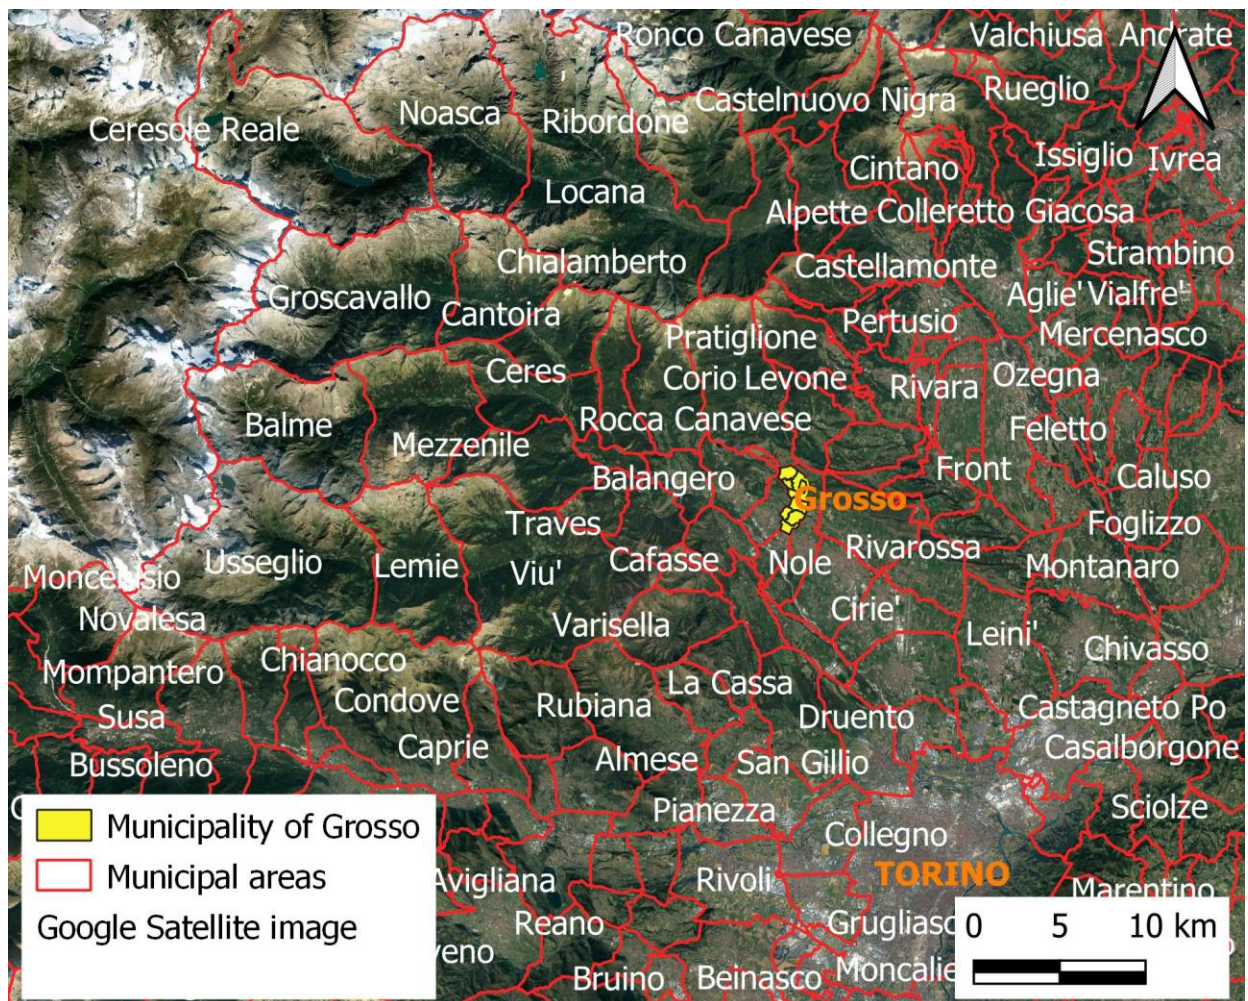 Ronco Canavese
Valchiusa Andrate
Rueglio
Castelnuovo Nigra
Noasca
Ribordone
Ceresole Reale
Issiglio Ivrea
Cintano
Locana
Alpette Colleretto Giacosa
Strambino
Chialamberto
Castellamonte
Groscavallo
Aglie' Vialfre'
Cantoira
Pertusio
Mercenasco
Pratiglione
Ceres
Corio Levone
Rivara
Ozegna
Rocca Canavese
Balme
Mezzenile
Feletto
Balangero
Front
Caluso
Grosso
Traves
Foglizzo
Usseglio
Lemie
Viu'
Cafasse
Nole
Rivarossa
Montanaro
Novalesa
Varisella
Cirie'
Leini'
Chivasso
Mompantero
Chianocco
Condove
La Cassa
Rubiana
Susa
Druento
Castagneto Po
Caprie
Almese
San Gillio
Casalborgone
Bussoleno
Pianezza
Collegno
Sciolze
Avigliana
Rivoli
TORINO
Marentino
Reano
Bruino
Beinasco
Municipality of Grosso
Municipal areas
Google Satellite image
0 5 10 km